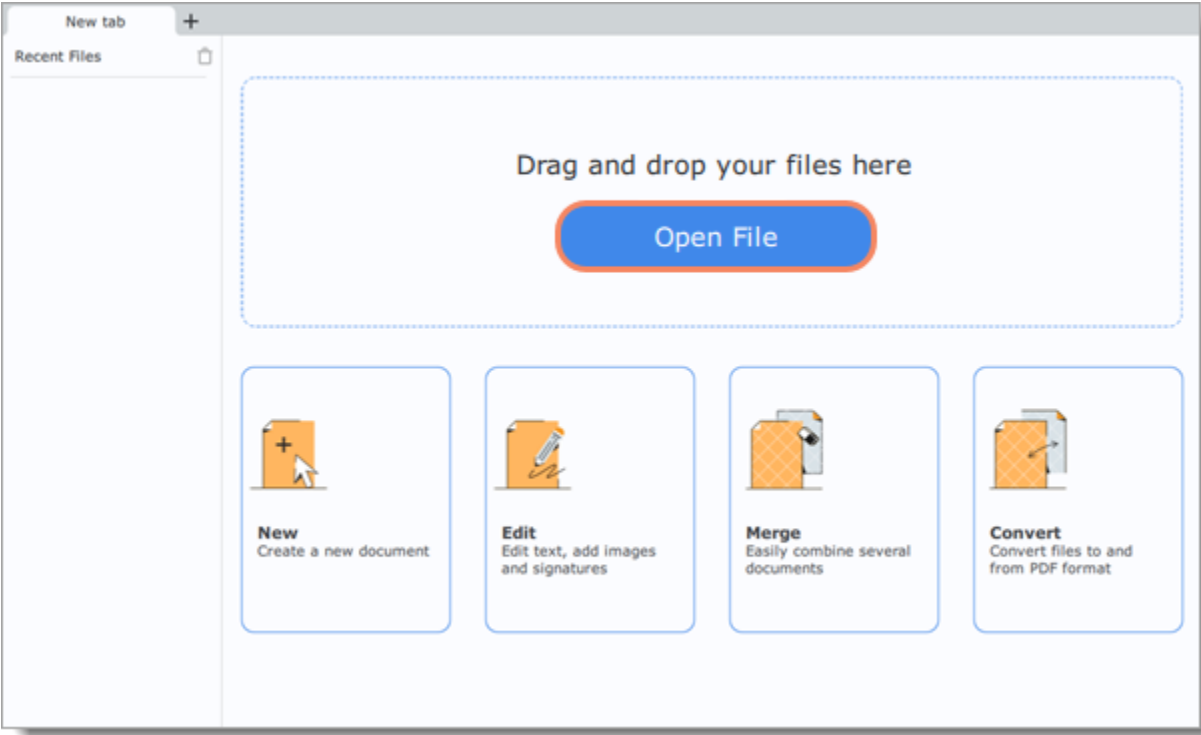 New tab
Recent Files
Drag and drop your files here
Open File
New
Create a new document
Edit
Edit text, add images
and signatures
Merge
Easily combine several
documents
Convert
Convert files to and
from PDF format